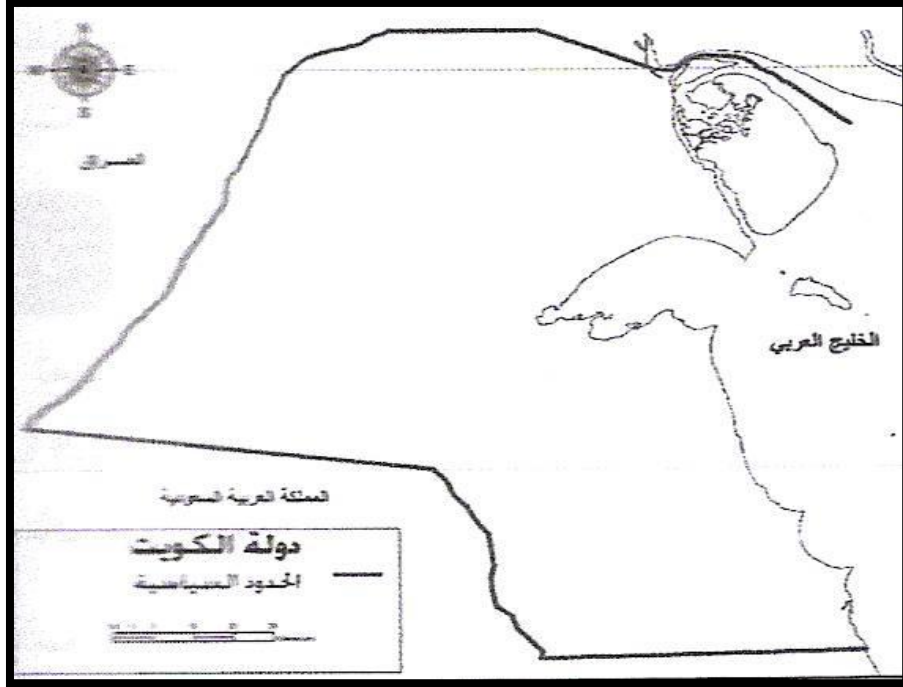 العراق
الخليج العربي
المملكة العربية السعودية
دولة الكويت
الحدود السياسية